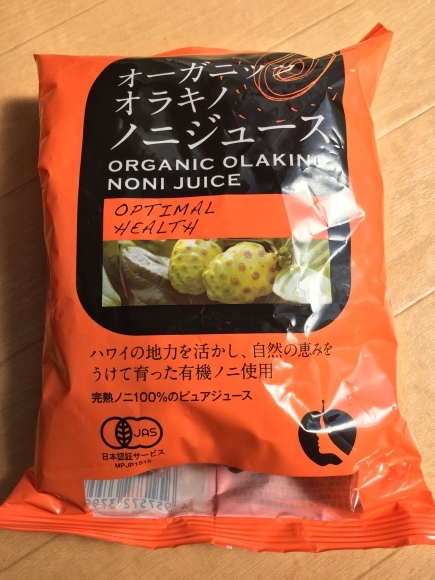 オーガニック
オラキノ
ノニジュース
ORGANIC OLAKINO
NONI JUICE
OPTIMAL
HEALTH
ハワイの地力を活かし、自然の恵みを
うけて育った有機ノニ使用
完熟ノニ100%のピュアジュース
JAS
日本認証サービス